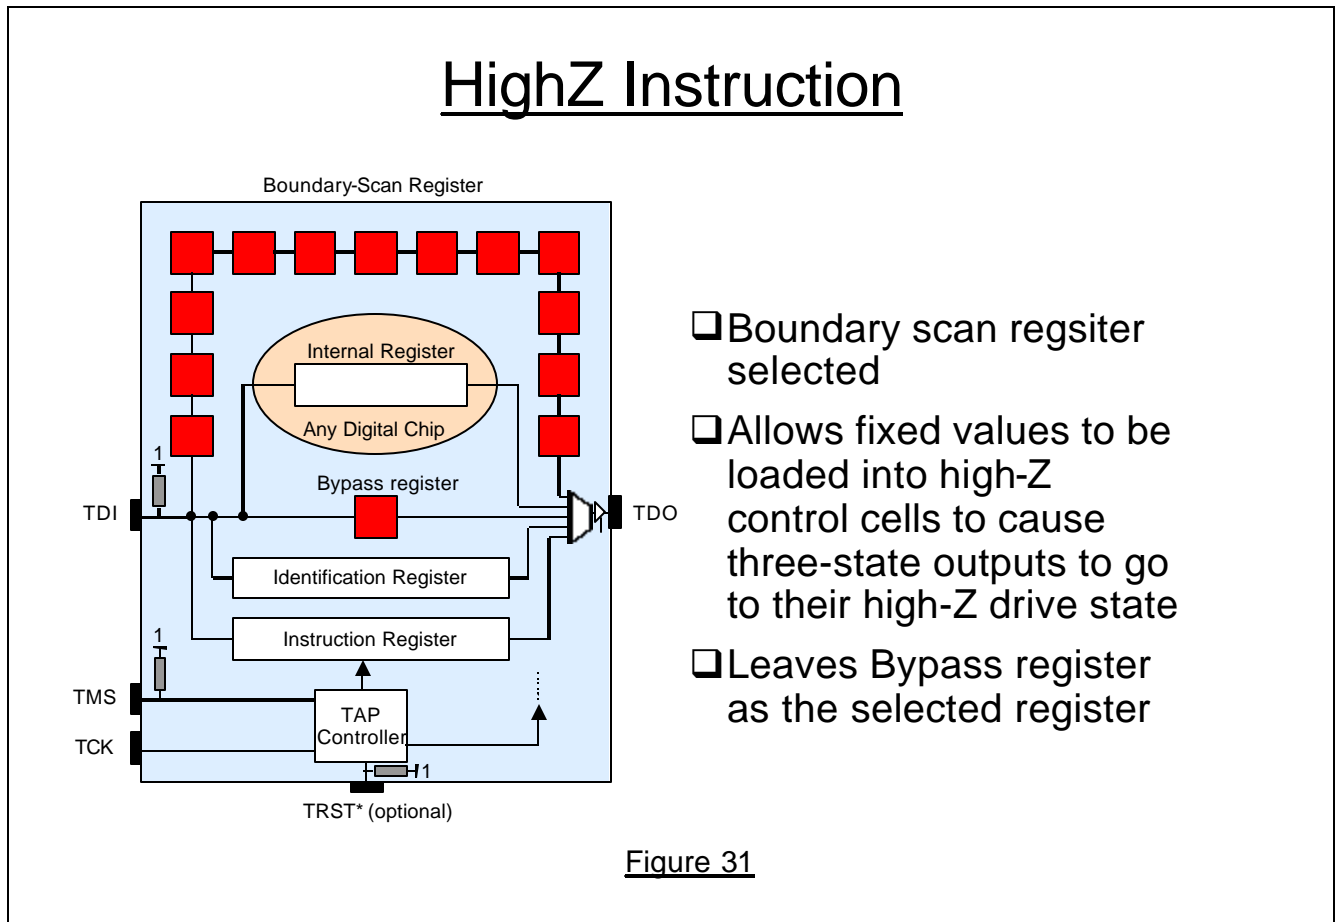 HighZ Instruction
Boundary-Scan Register
Internal Register
Any Digital Chip
1
Bypass register
TDI
TDO
Identification Register
Instruction Register
1
TMS
TAP
Controller
TCK
1
TRST* (optional)
Boundary scan regsiter
selected
Allows fixed values to be
loaded into high-Z
control cells to cause
three-state outputs to go
to their high-Z drive state
Leaves Bypass register
as the selected register
Figure 31